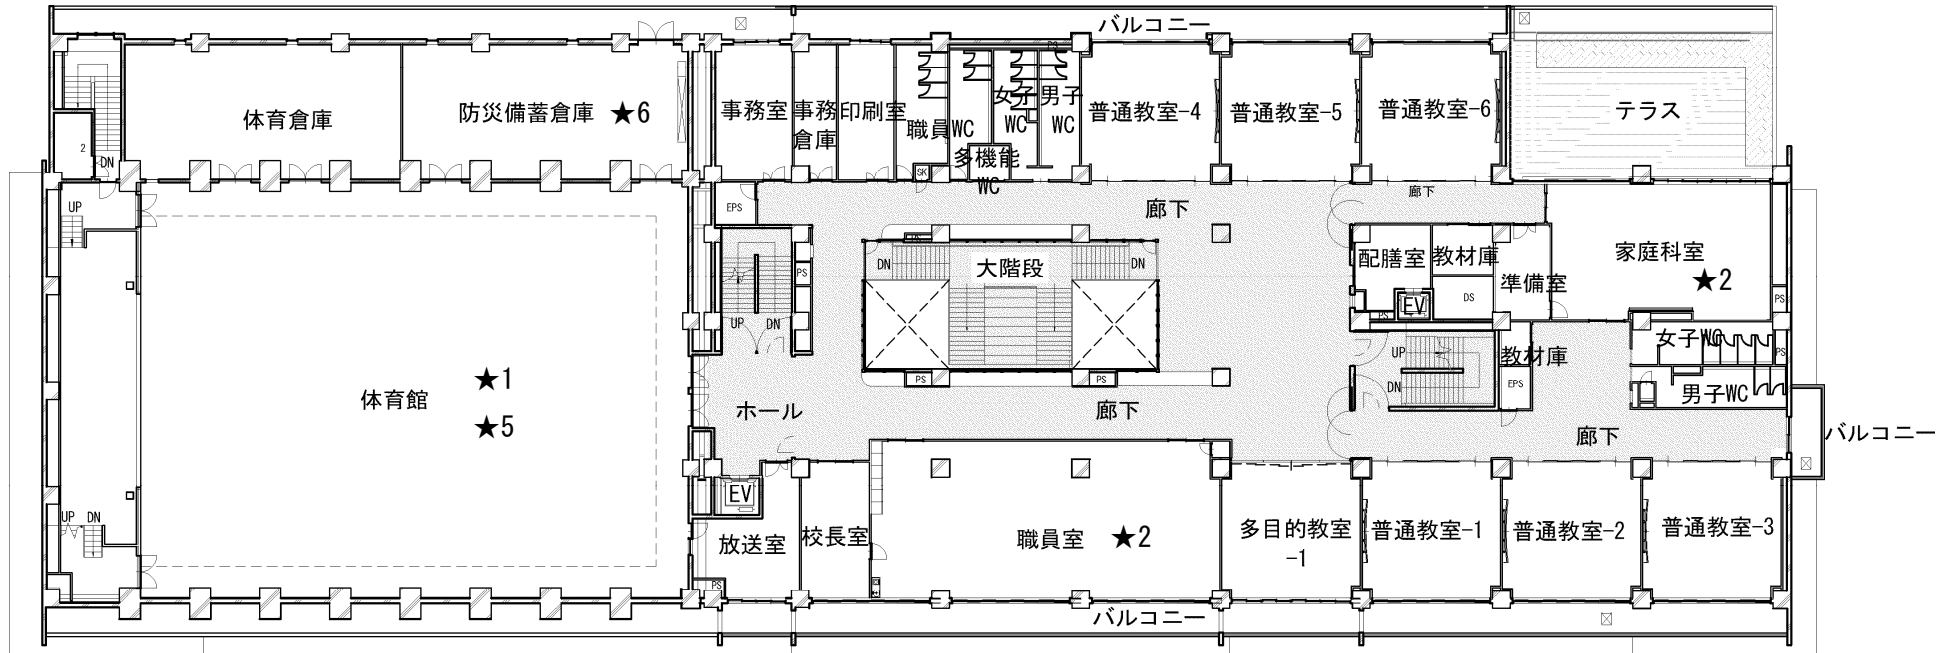 バルコニー
体育倉庫
防災備蓄倉庫 ★6
事務室
事務
倉庫
印刷室
職員
WC
女子
WC
男子
WC
多機能
WC
普通教室-4
普通教室-5
普通教室-6
テラス
PS
2
DN
SK
UP
EPS
廊下
廊下
大階段
DN
DN
配膳室
教材庫
準備室
家庭科室
★2
DS
EV
PS
PS
PS
UP
DN
PS
PS
体育館
★1
★5
ホール
廊下
UP
DN
教材庫
EPS
女子WC
PS
男子WC
廊下
バルコニー
UP
DN
EV
放送室
PS
校長室
職員室 ★2
多目的教室
-1
普通教室-1
普通教室-2
普通教室-3
バルコニー